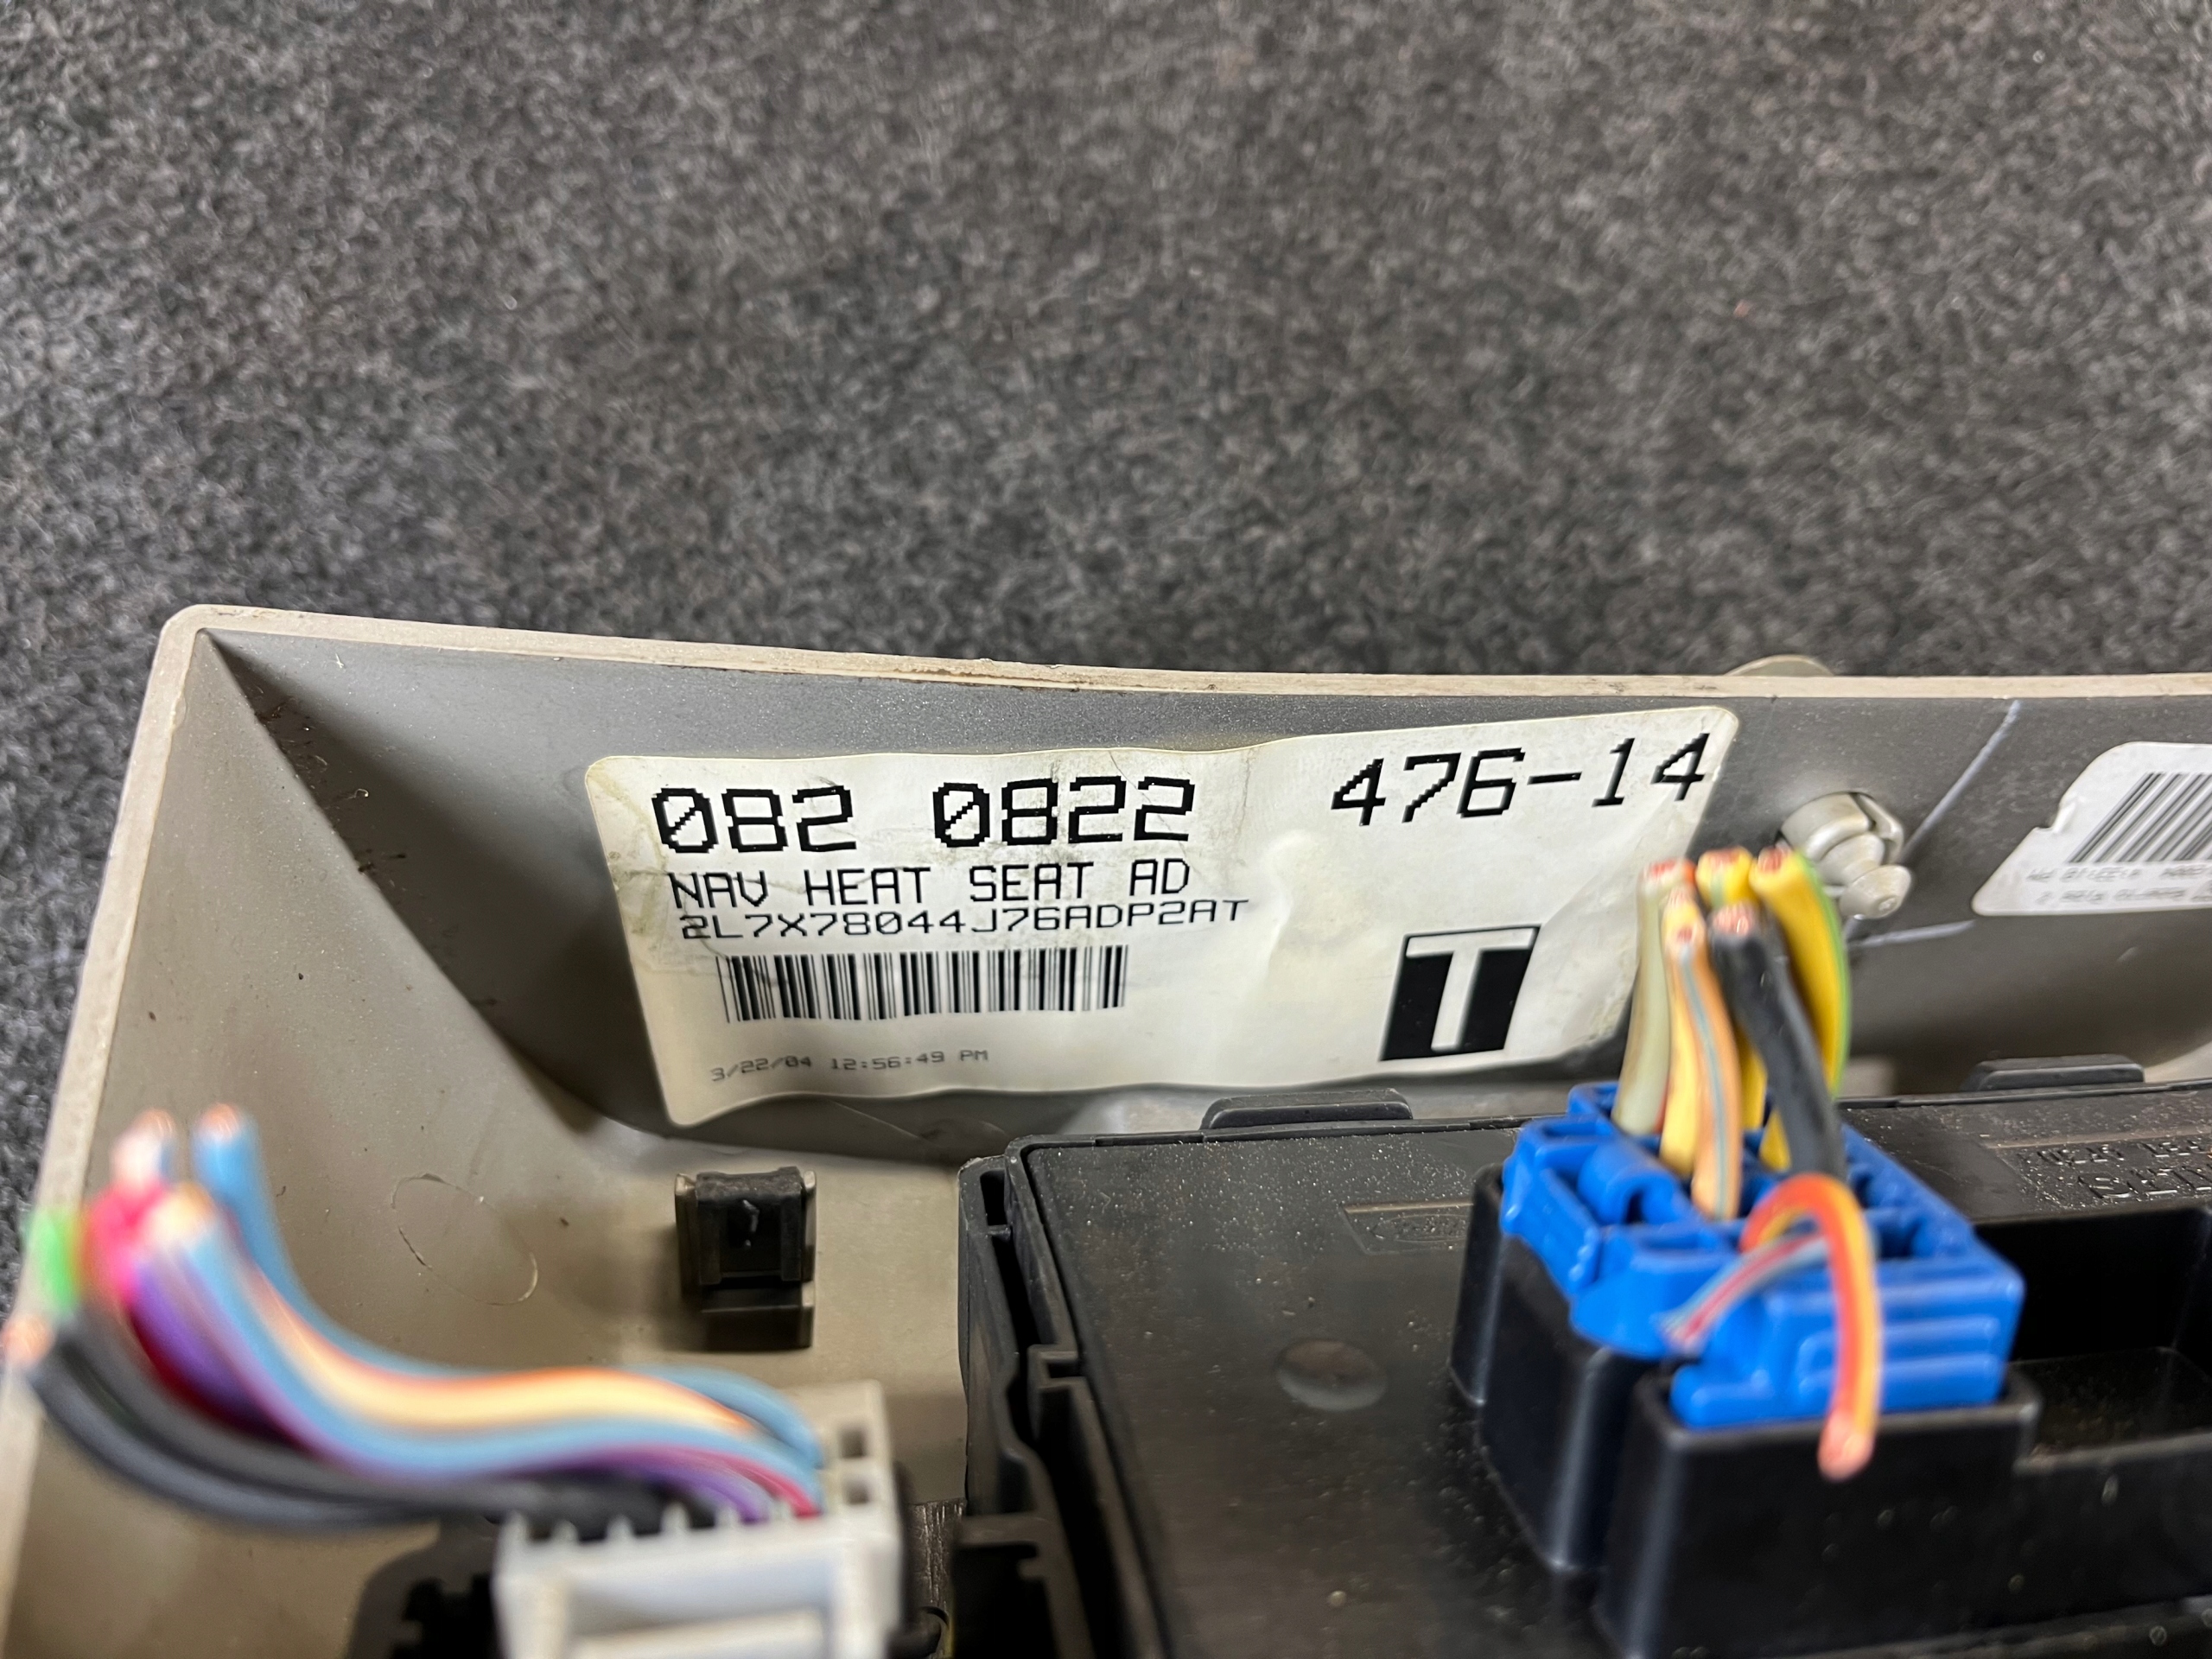 082 0822 476-14
NAV HEAT SEAT AD
2L7X78044J76ADP2AT
T
3/22/04 12:56:49 PM